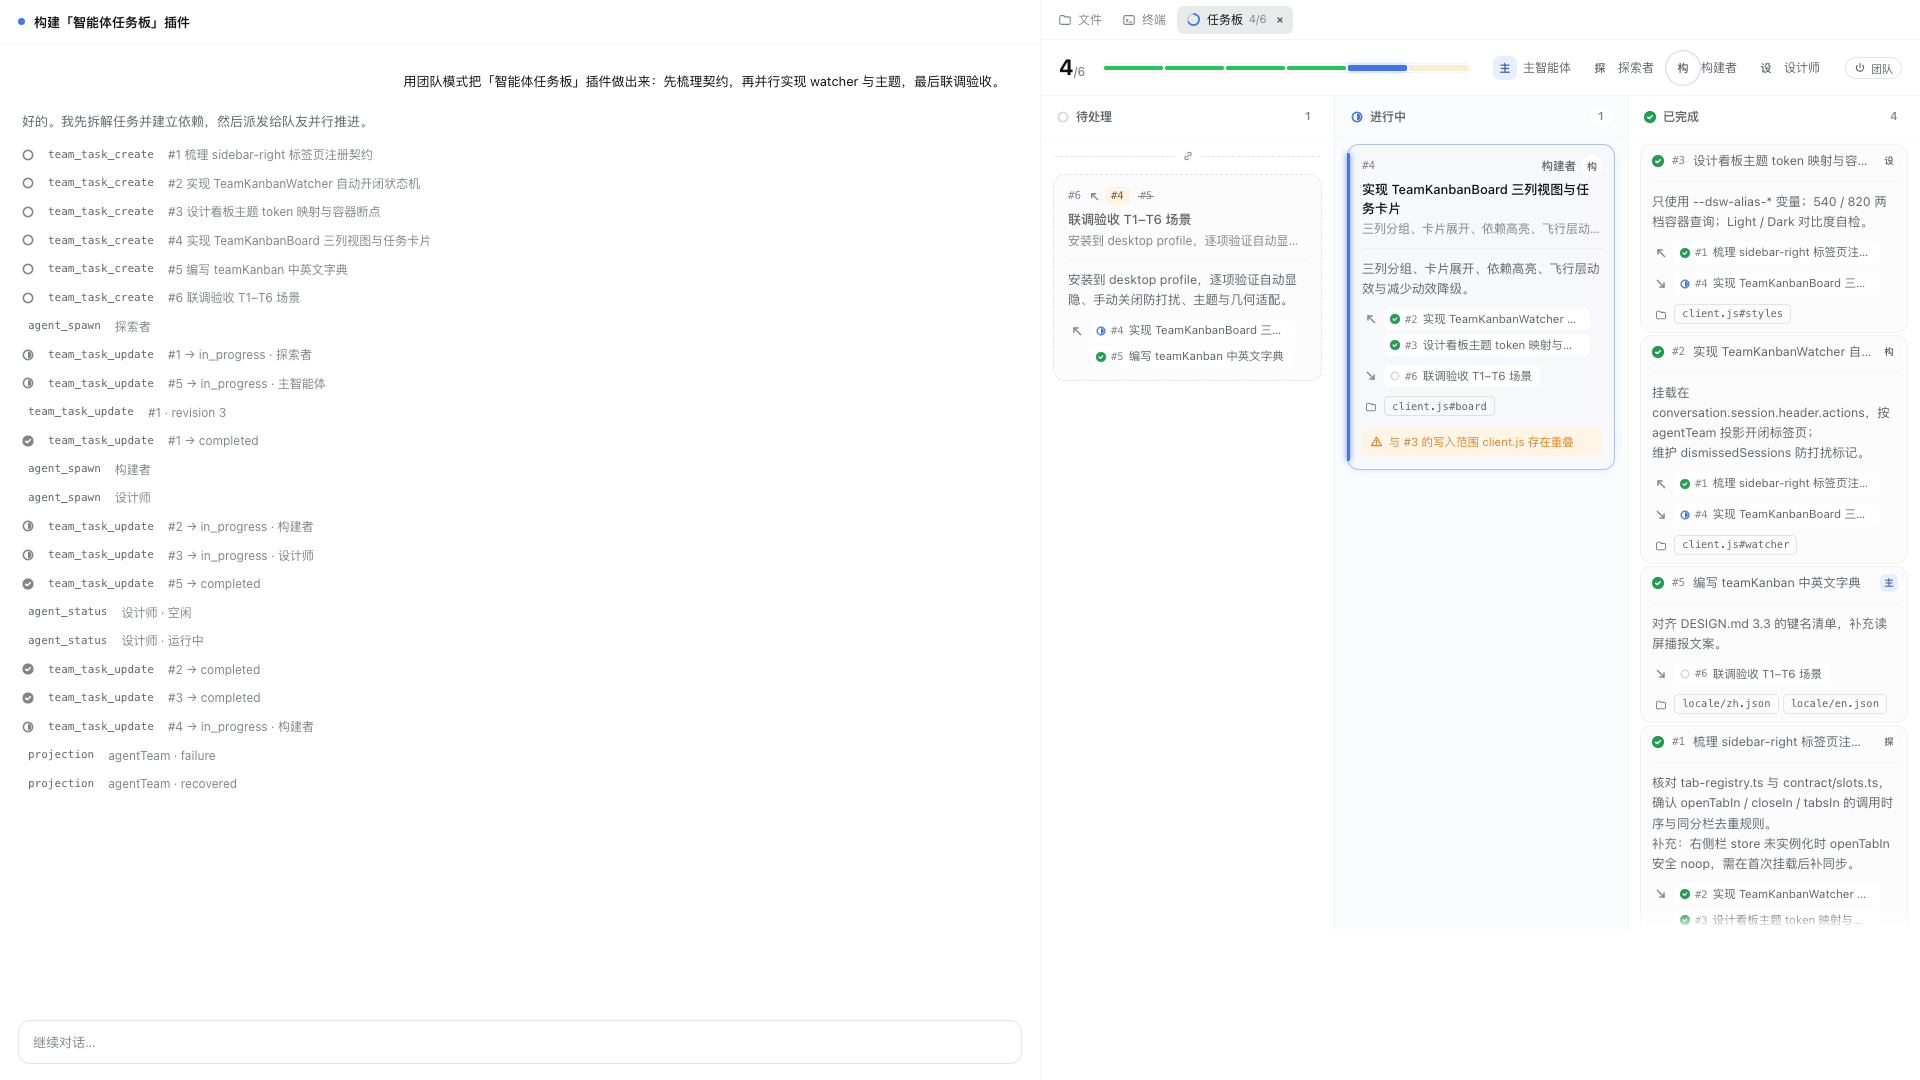 构建「智能体任务板」插件
用团队模式把「智能体任务板」插件做出来：先梳理契约，再并行实现 watcher 与主题，最后联调验收。
好的。我先拆解任务并建立依赖，然后派发给队友并行推进。
team_task_create #1 梳理 sidebar-right 标签页注册契约
team_task_create #2 实现 TeamKanbanWatcher 自动开闭状态机
team_task_create #3 设计看板主题 token 映射与容器断点
team_task_create #4 实现 TeamKanbanBoard 三列视图与任务卡片
team_task_create #5 编写 teamKanban 中英文字典
team_task_create #6 联调验收 T1–T6 场景
agent_spawn 探索者
team_task_update #1 → in_progress · 探索者
team_task_update #5 → in_progress · 主智能体
team_task_update #1 · revision 3
team_task_update #1 → completed
agent_spawn 构建者
agent_spawn 设计师
team_task_update #2 → in_progress · 构建者
team_task_update #3 → in_progress · 设计师
team_task_update #5 → completed
agent_status 设计师 · 空闲
agent_status 设计师 · 运行中
team_task_update #2 → completed
team_task_update #3 → completed
team_task_update #4 → in_progress · 构建者
projection agentTeam · failure
projection agentTeam · recovered
继续对话…
文件 终端 任务板 4/6 ×
4/6 主 主智能体 探 探索者 构 构建者 设 设计师 团队
待处理 1
#6 ↖ #4 #5
联调验收 T1–T6 场景
安装到 desktop profile，逐项验证自动显…
安装到 desktop profile，逐项验证自动显
隐、手动关闭防打扰、主题与几何适配。
↖ #4 实现 TeamKanbanBoard 三…
#5 编写 teamKanban 中英文字典
进行中 1
#4 构建者 构
实现 TeamKanbanBoard 三列视图与任
务卡片
三列分组、卡片展开、依赖高亮、飞行层动…
三列分组、卡片展开、依赖高亮、飞行层动
效与减少动效降级。
↖ #2 实现 TeamKanbanWatcher …
#3 设计看板主题 token 映射与…
↘ #6 联调验收 T1–T6 场景
client.js#board
与 #3 的写入范围 client.js 存在重叠
已完成 4
#3 设计看板主题 token 映射与容… 设
只使用 --dsw-alias-* 变量；540 / 820 两
档容器查询；Light / Dark 对比度自检。
↖ #1 梳理 sidebar-right 标签页注…
↘ #4 实现 TeamKanbanBoard 三…
client.js#styles
#2 实现 TeamKanbanWatcher 自… 构
挂载在
conversation.session.header.actions，按
agentTeam 投影开闭标签页；
维护 dismissedSessions 防打扰标记。
↖ #1 梳理 sidebar-right 标签页注…
↘ #4 实现 TeamKanbanBoard 三…
client.js#watcher
#5 编写 teamKanban 中英文字典 主
对齐 DESIGN.md 3.3 的键名清单，补充读
屏播报文案。
↘ #6 联调验收 T1–T6 场景
locale/zh.json locale/en.json
#1 梳理 sidebar-right 标签页注… 探
核对 tab-registry.ts 与 contract/slots.ts，
确认 openTabIn / closeIn / tabsIn 的调用时
序与同分栏去重规则。
补充：右侧栏 store 未实例化时 openTabIn
安全 noop，需在首次挂载后补同步。
↘ #2 实现 TeamKanbanWatcher …
#3 设计看板主题 token 映射与…